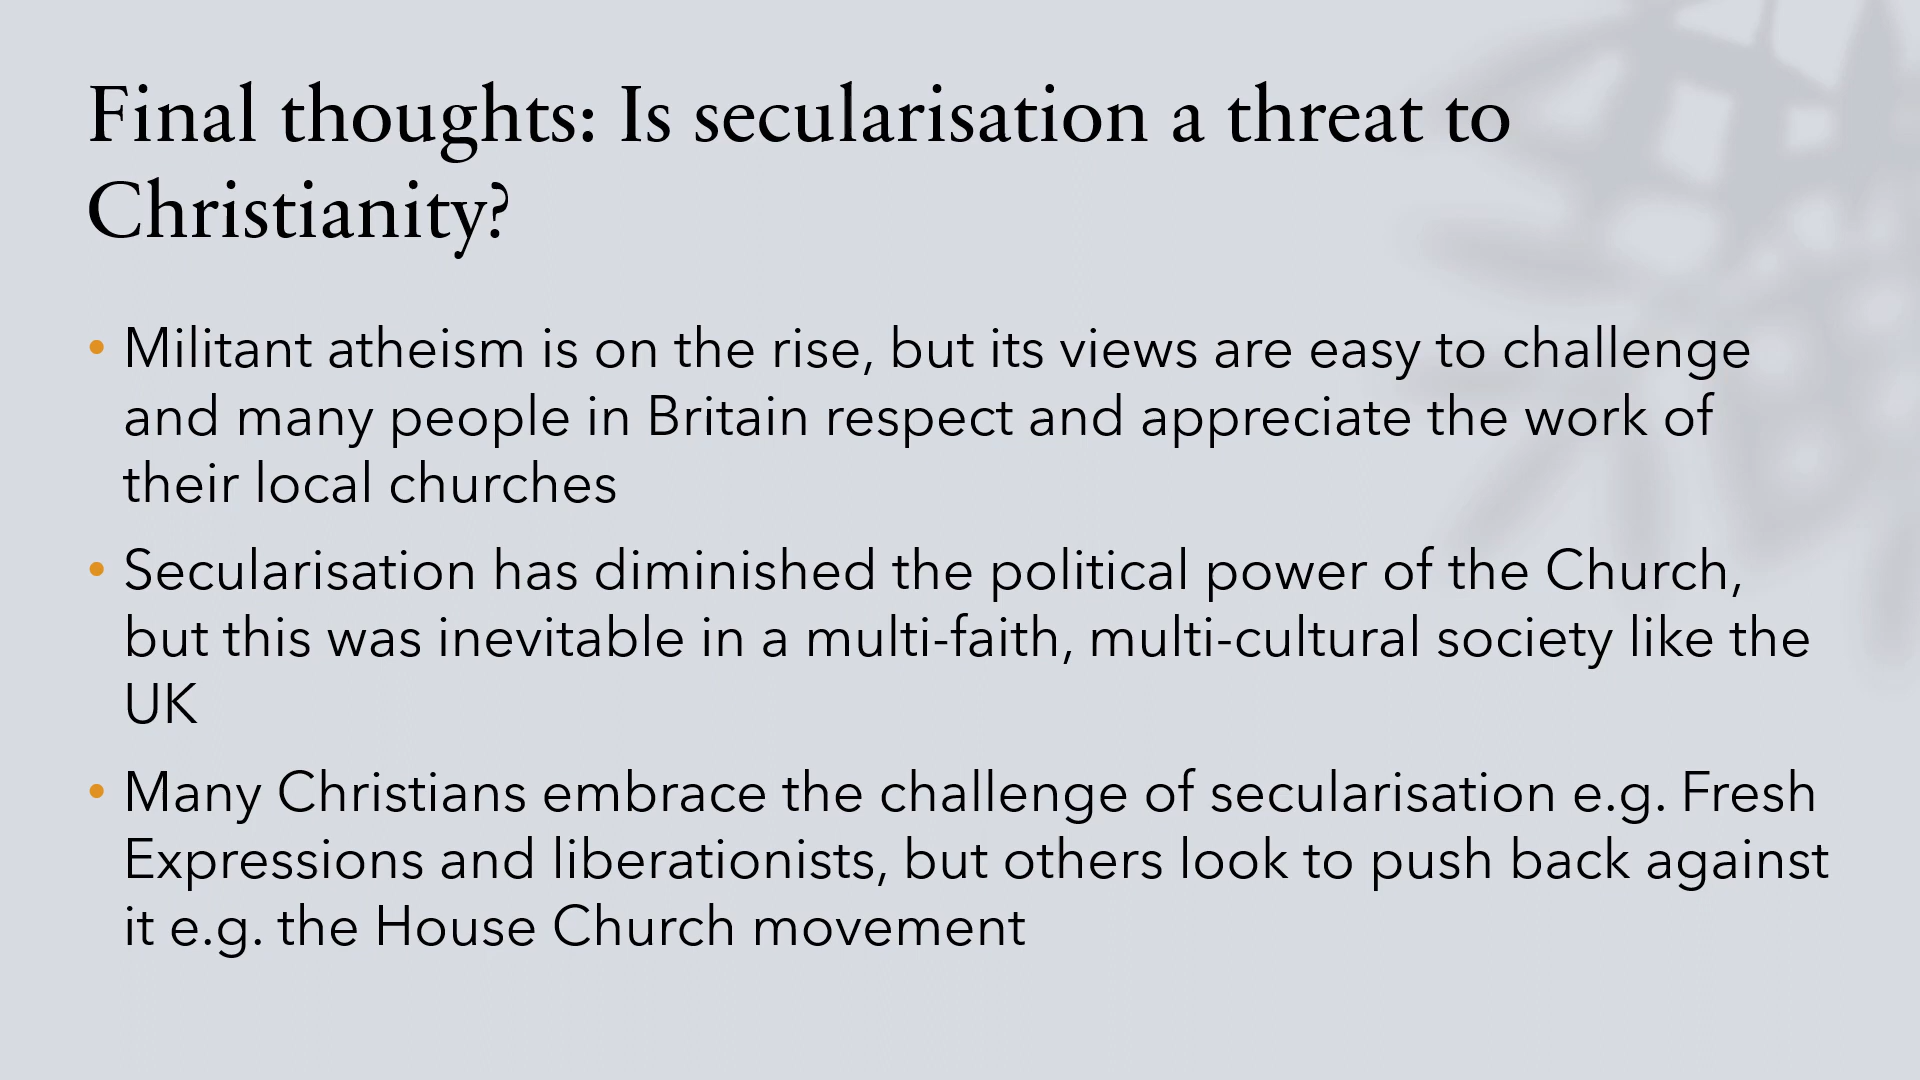 Final thoughts: Is secularisation a threat to
Christianity?
• Militant atheism is on the rise, but its views are easy to challenge
and many people in Britain respect and appreciate the work of
their local churches
• Secularisation has diminished the political power of the Church,
but this was inevitable in a multi-faith, multi-cultural society like the
UK
• Many Christians embrace the challenge of secularisation e.g. Fresh
Expressions and liberationists, but others look to push back against
it e.g. the House Church movement